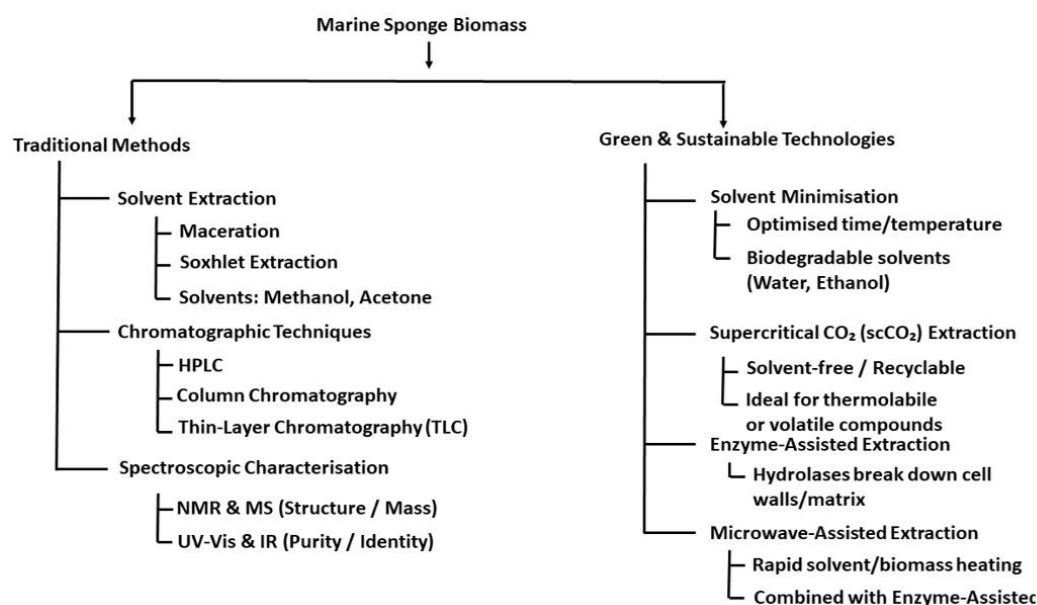 Marine Sponge Biomass
Traditional Methods
Solvent Extraction
Maceration
Soxhlet Extraction
Solvents: Methanol, Acetone
Chromatographic Techniques
HPLC
Column Chromatography
Thin-Layer Chromatography (TLC)
Spectroscopic Characterisation
NMR & MS (Structure / Mass)
UV-Vis & IR (Purity / Identity)
Green & Sustainable Technologies
Solvent Minimisation
Optimised time/temperature
Biodegradable solvents
(Water, Ethanol)
Supercritical CO₂ (scCO₂) Extraction
Solvent-free / Recyclable
Ideal for thermolabile
or volatile compounds
Enzyme-Assisted Extraction
Hydrolases break down cell
walls/matrix
Microwave-Assisted Extraction
Rapid solvent/biomass heating
Combined with Enzyme-Assisted